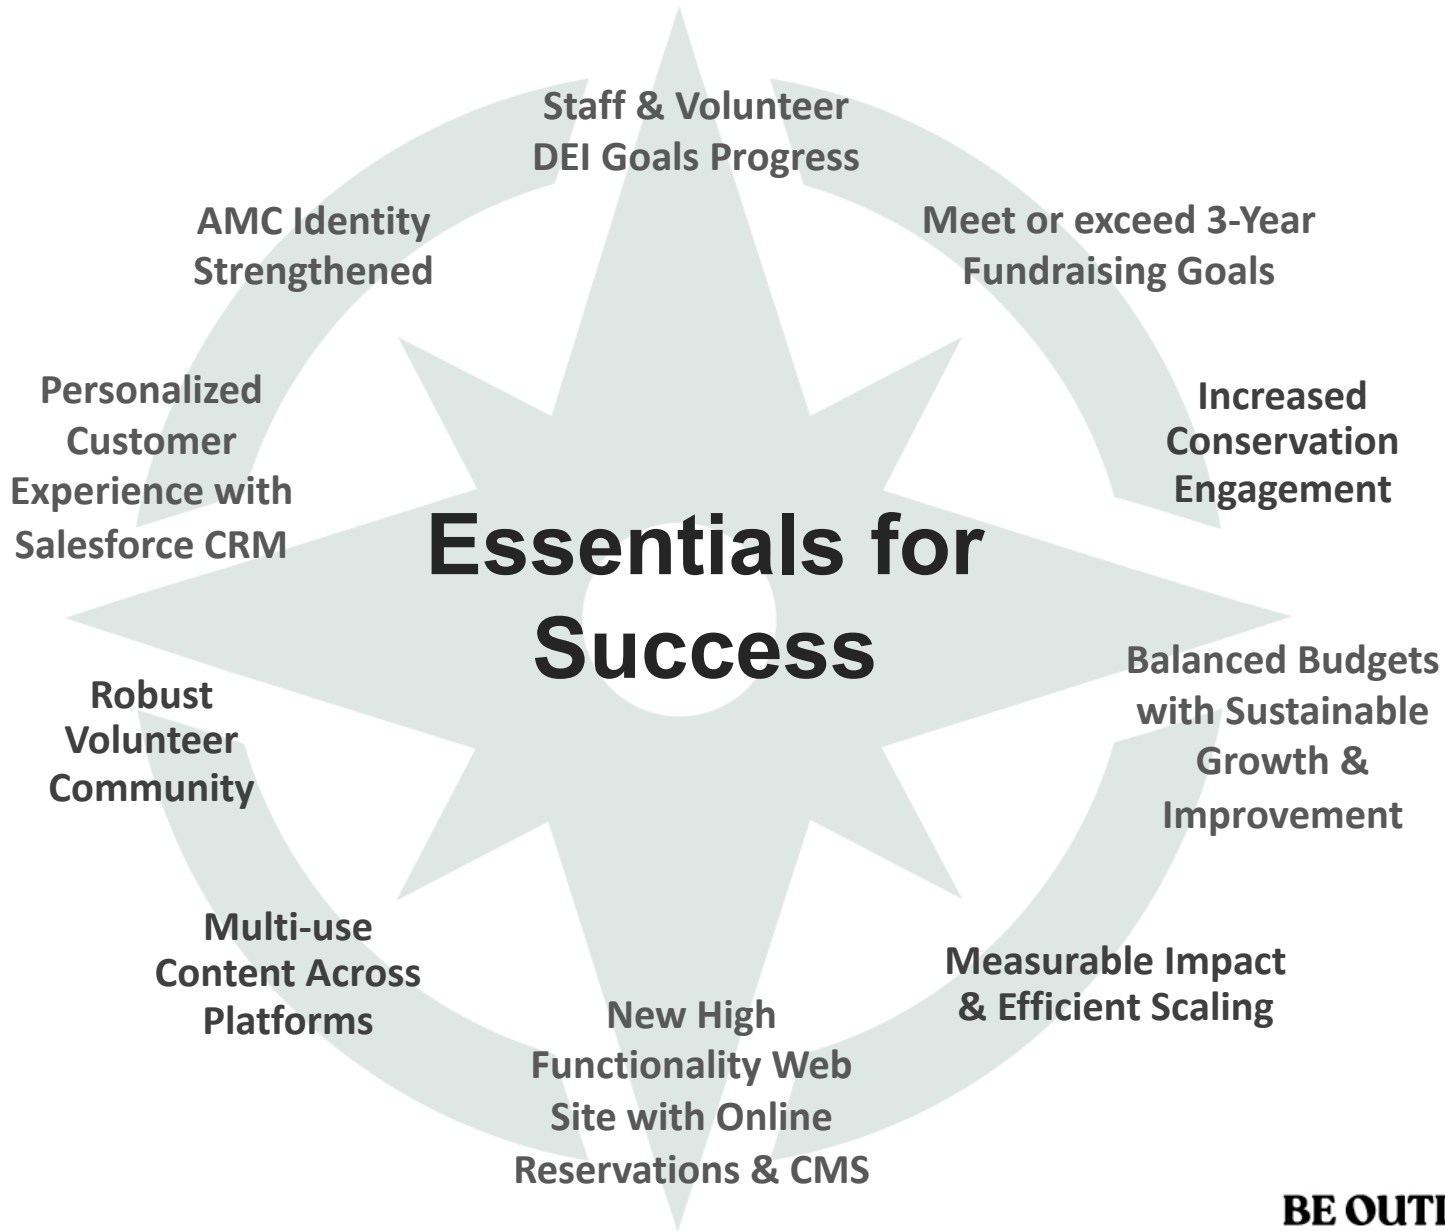 Staff & Volunteer
DEI Goals Progress
Meet or exceed 3-Year
Fundraising Goals
Increased
Conservation
Engagement
Balanced Budgets
with Sustainable
Growth &
Improvement
Measurable Impact
& Efficient Scaling
New High
Functionality Web
Site with Online
Reservations & CMS
Multi-use
Content Across
Platforms
Robust
Volunteer
Community
Personalized
Customer
Experience with
Salesforce CRM
AMC Identity
Strengthened
Essentials for
Success
BE